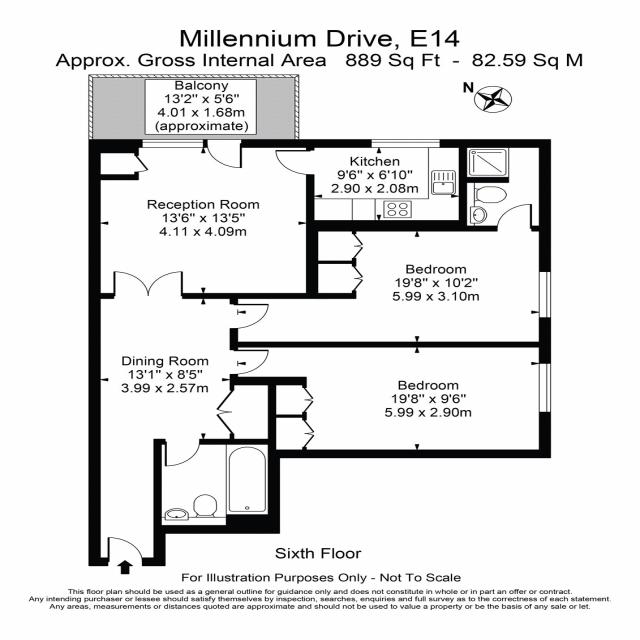 Millennium Drive, E14
Approx. Gross Internal Area 889 Sq Ft - 82.59 Sq M
Balcony
13'2" x 5'6"
4.01 x 1.68m
(approximate)
N
Kitchen
9'6" x 6'10"
2.90 x 2.08m
Reception Room
13'6" x 13'5"
4.11 x 4.09m
Bedroom
19'8" x 10'2"
5.99 x 3.10m
Dining Room
13'1" x 8'5"
3.99 x 2.57m
Bedroom
19'8" x 9'6"
5.99 x 2.90m
Sixth Floor
For Illustration Purposes Only - Not To Scale
This floor plan should be used as a general outline for guidance only and does not constitute in whole or in part an offer or contract.
Any intending purchaser or lessee should satisfy themselves by inspection, searches, enquiries and full survey as to the correctness of each statement.
Any areas, measurements or distances quoted are approximate and should not be used to value a property or be the basis of any sale or let.